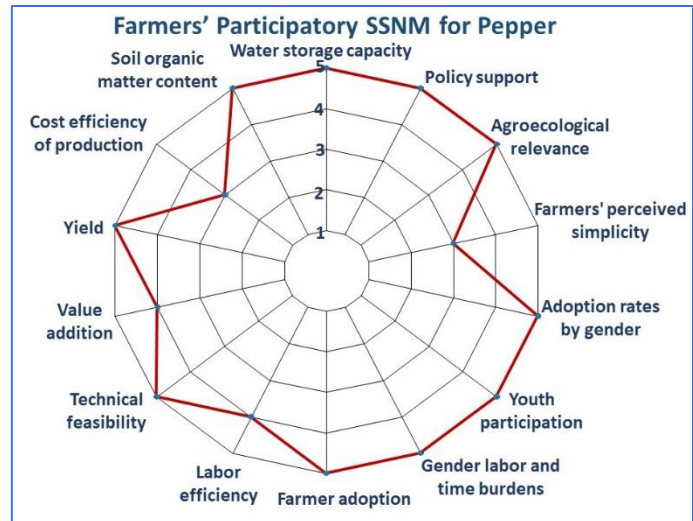 Farmers’ Participatory SSNM for Pepper
Water storage capacity
Policy support
Agroecological
relevance
Farmers' perceived
simplicity
Adoption rates
by gender
Youth
participation
Gender labor and
time burdens
Farmer adoption
Labor
efficiency
Technical
feasibility
Value
addition
Yield
Cost efficiency
of production
Soil organic
matter content
5
4
3
2
1